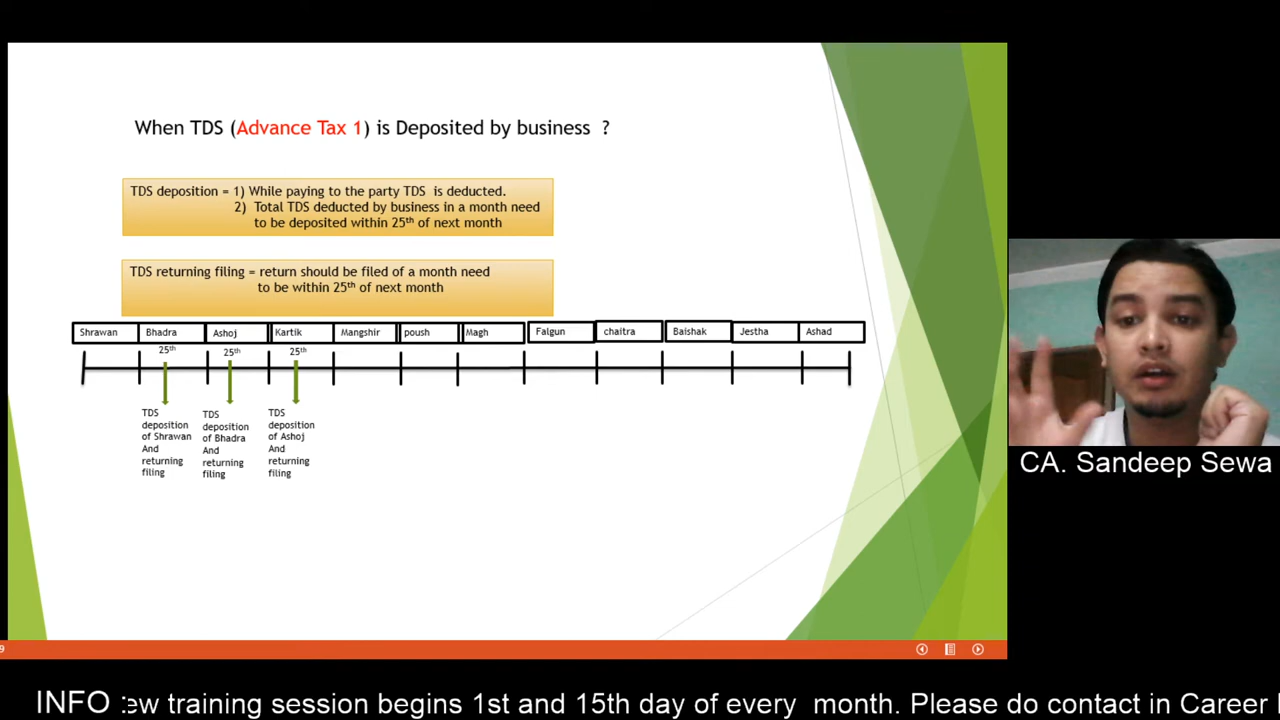 When TDS (Advance Tax 1) is Deposited by business ?
TDS deposition = 1) While paying to the party TDS is deducted.
2) Total TDS deducted by business in a month need
to be deposited within 25th of next month
TDS returning filing = return should be filed of a month need
to be within 25th of next month
Shrawan Bhadra Ashoj Kartik Mangshir poush Magh Falgun chaitra Baishak Jestha Ashad
25th 25th 25th
TDS
deposition
of Shrawan
And
returning
filing
TDS
deposition
of Bhadra
And
returning
filing
TDS
deposition
of Ashoj
And
returning
filing
CA. Sandeep Sewa
9
INFO : ew training session begins 1st and 15th day of every month. Please do contact in Career